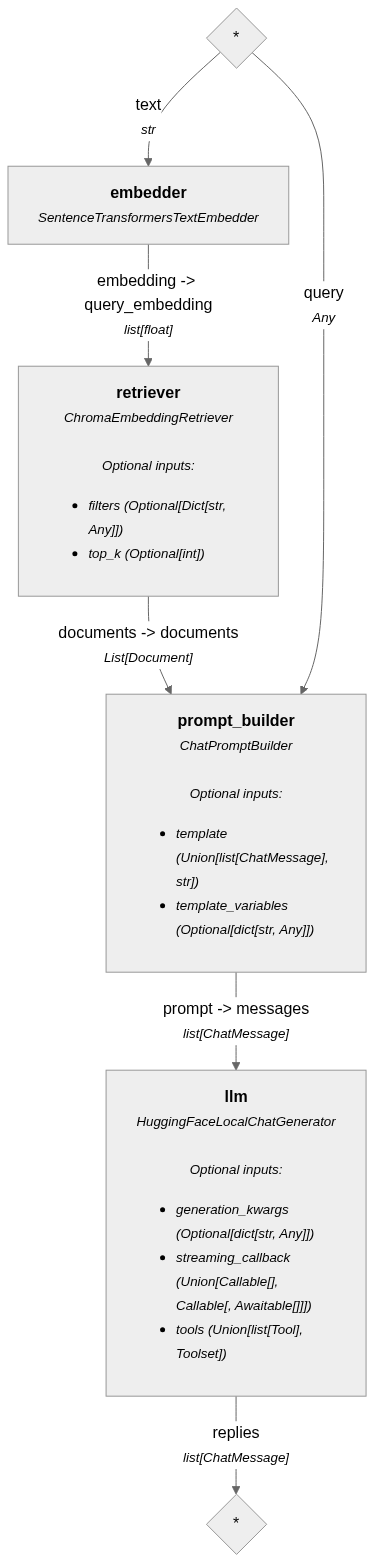 *
text
str
embedder
SentenceTransformersTextEmbedder
embedding ->
query_embedding
list[float]
query
Any
retriever
ChromaEmbeddingRetriever
Optional inputs:
• filters (Optional[Dict[str,
Any]])
• top_k (Optional[int])
documents -> documents
List[Document]
prompt_builder
ChatPromptBuilder
Optional inputs:
• template
(Union[list[ChatMessage],
str])
• template_variables
(Optional[dict[str, Any]])
prompt -> messages
list[ChatMessage]
llm
HuggingFaceLocalChatGenerator
Optional inputs:
• generation_kwargs
(Optional[dict[str, Any]])
• streaming_callback
(Union[Callable[],
Callable[, Awaitable[]]])
• tools (Union[list[Tool],
Toolset])
replies
list[ChatMessage]
*